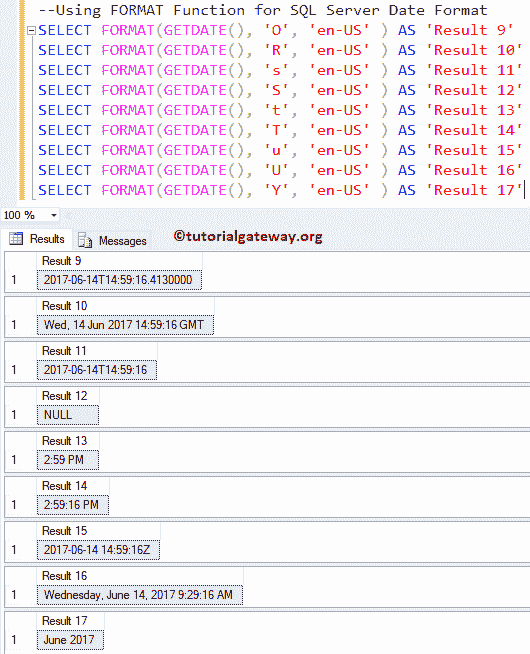 --Using FORMAT Function for SQL Server Date Format
SELECT FORMAT(GETDATE(), 'O', 'en-US' ) AS 'Result 9'
SELECT FORMAT(GETDATE(), 'R', 'en-US' ) AS 'Result 10'
SELECT FORMAT(GETDATE(), 's', 'en-US' ) AS 'Result 11'
SELECT FORMAT(GETDATE(), 'S', 'en-US' ) AS 'Result 12'
SELECT FORMAT(GETDATE(), 't', 'en-US' ) AS 'Result 13'
SELECT FORMAT(GETDATE(), 'T', 'en-US' ) AS 'Result 14'
SELECT FORMAT(GETDATE(), 'u', 'en-US' ) AS 'Result 15'
SELECT FORMAT(GETDATE(), 'U', 'en-US' ) AS 'Result 16'
SELECT FORMAT(GETDATE(), 'Y', 'en-US' ) AS 'Result 17'
100 %
Results Messages ©tutorialgateway.org
Result 9
1 2017-06-14T14:59:16.4130000
Result 10
1 Wed, 14 Jun 2017 14:59:16 GMT
Result 11
1 2017-06-14T14:59:16
Result 12
1 NULL
Result 13
1 2:59 PM
Result 14
1 2:59:16 PM
Result 15
1 2017-06-14 14:59:16Z
Result 16
1 Wednesday, June 14, 2017 9:29:16 AM
Result 17
1 June 2017